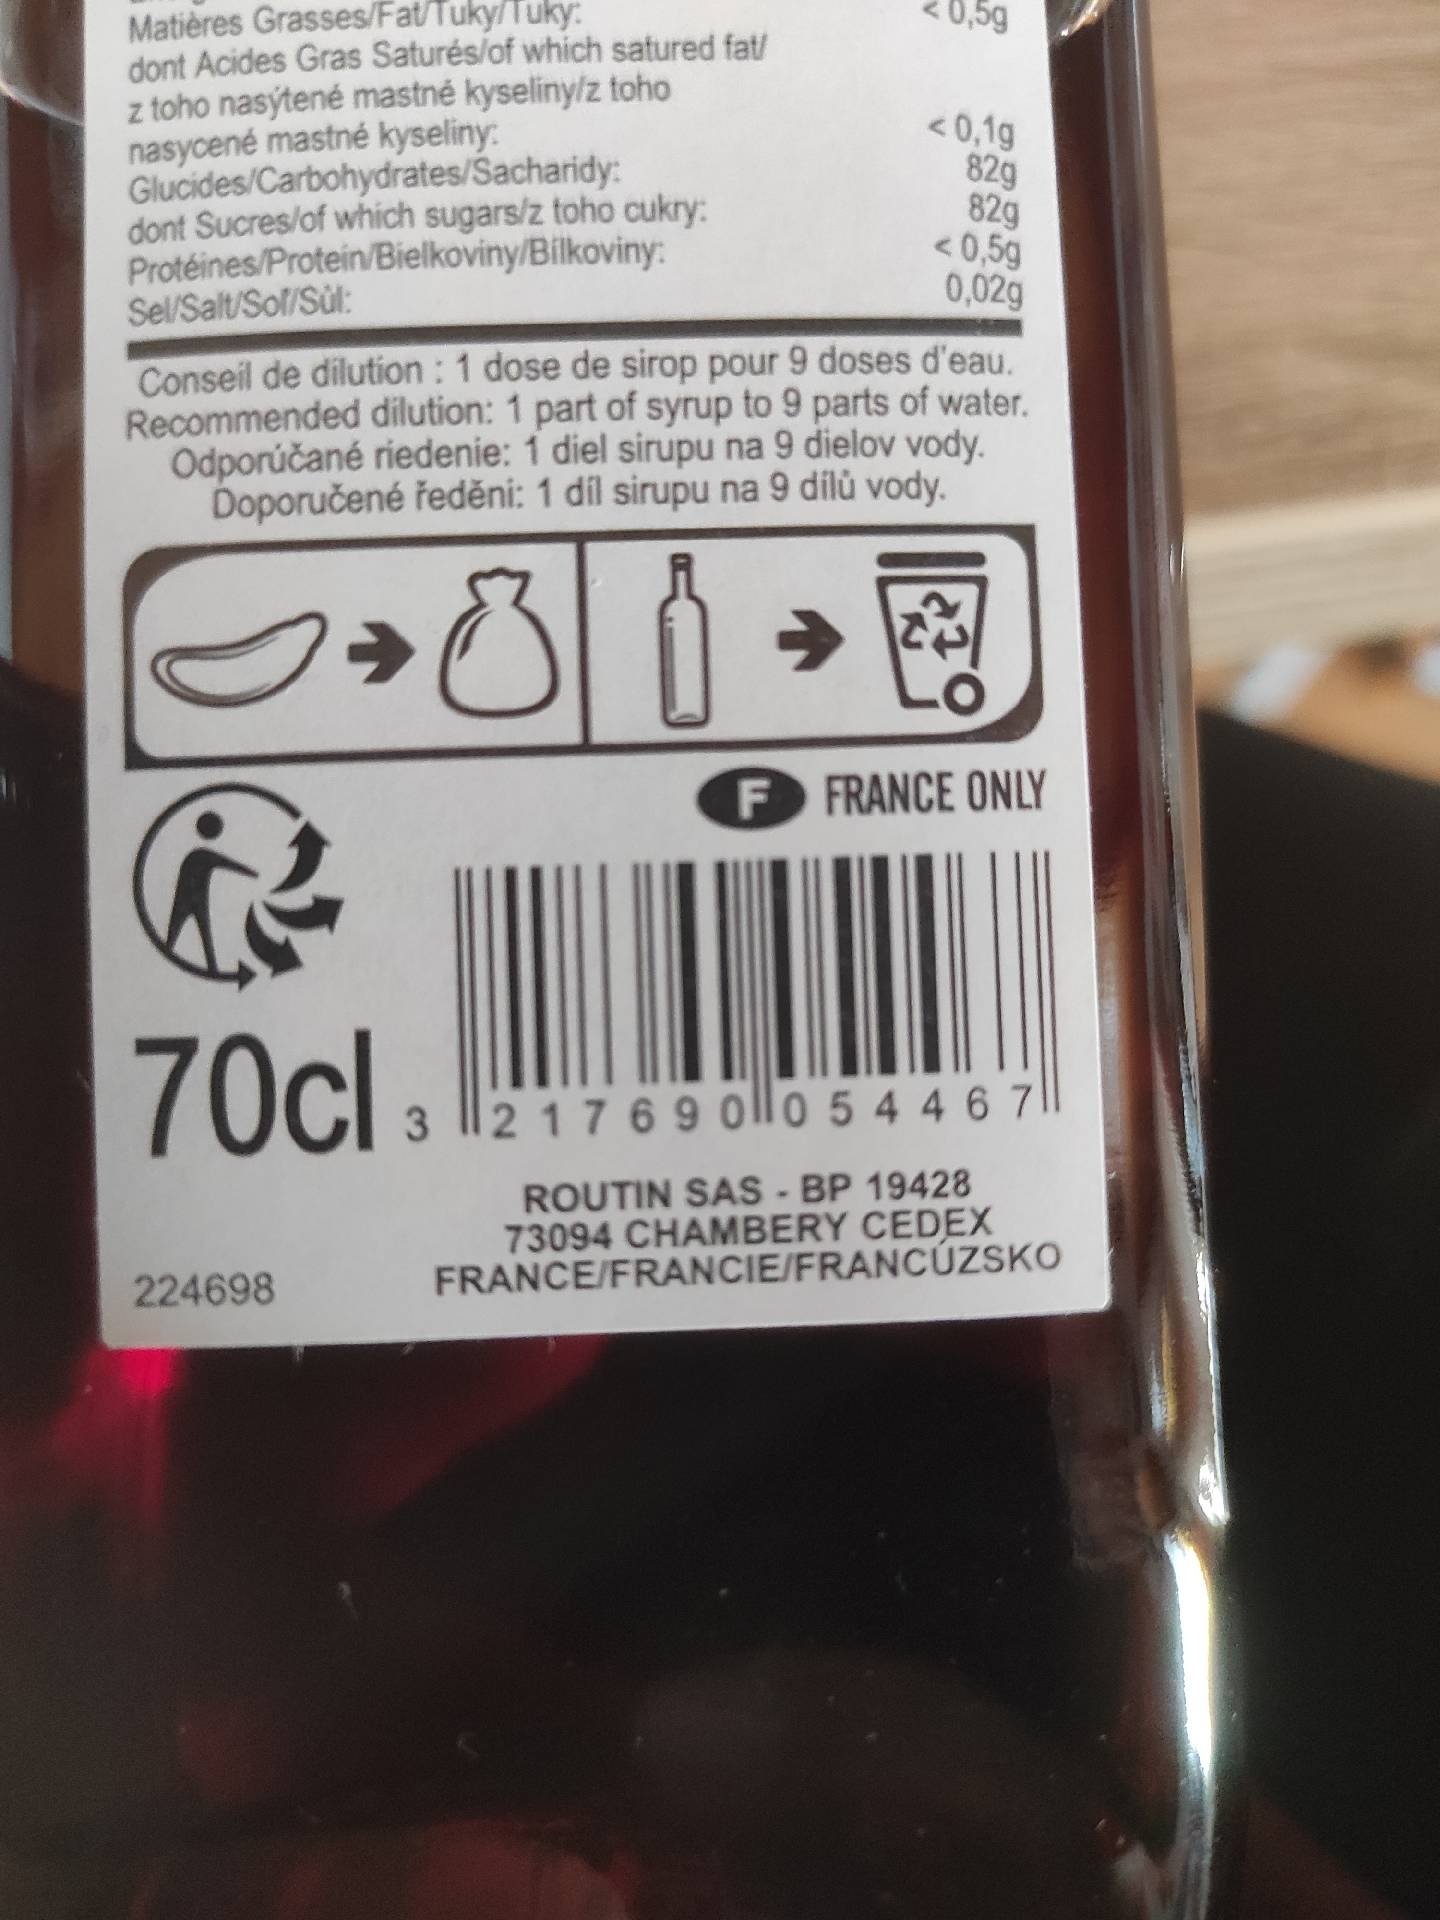 Matières Grasses/Fat/Tuky/Tuky: < 0,5g
dont Acides Gras Saturés/of which satured fat/
z toho nasýtené mastné kyseliny/z toho
nasycené mastné kyseliny: < 0,1g
Glucides/Carbohydrates/Sacharidy: 82g
dont Sucres/of which sugars/z toho cukry: 82g
Protéines/Protein/Bielkoviny/Bílkoviny: < 0,5g
Sel/Salt/Soľ/Sůl: 0,02g
Conseil de dilution : 1 dose de sirop pour 9 doses d'eau.
Recommended dilution: 1 part of syrup to 9 parts of water.
Odporúčané riedenie: 1 diel sirupu na 9 dielov vody.
Doporučené ředěni: 1 díl sirupu na 9 dílů vody.
F FRANCE ONLY
70cl
3 217690 054467
ROUTIN SAS - BP 19428
73094 CHAMBERY CEDEX
FRANCE/FRANCIE/FRANCÚZSKO
224698